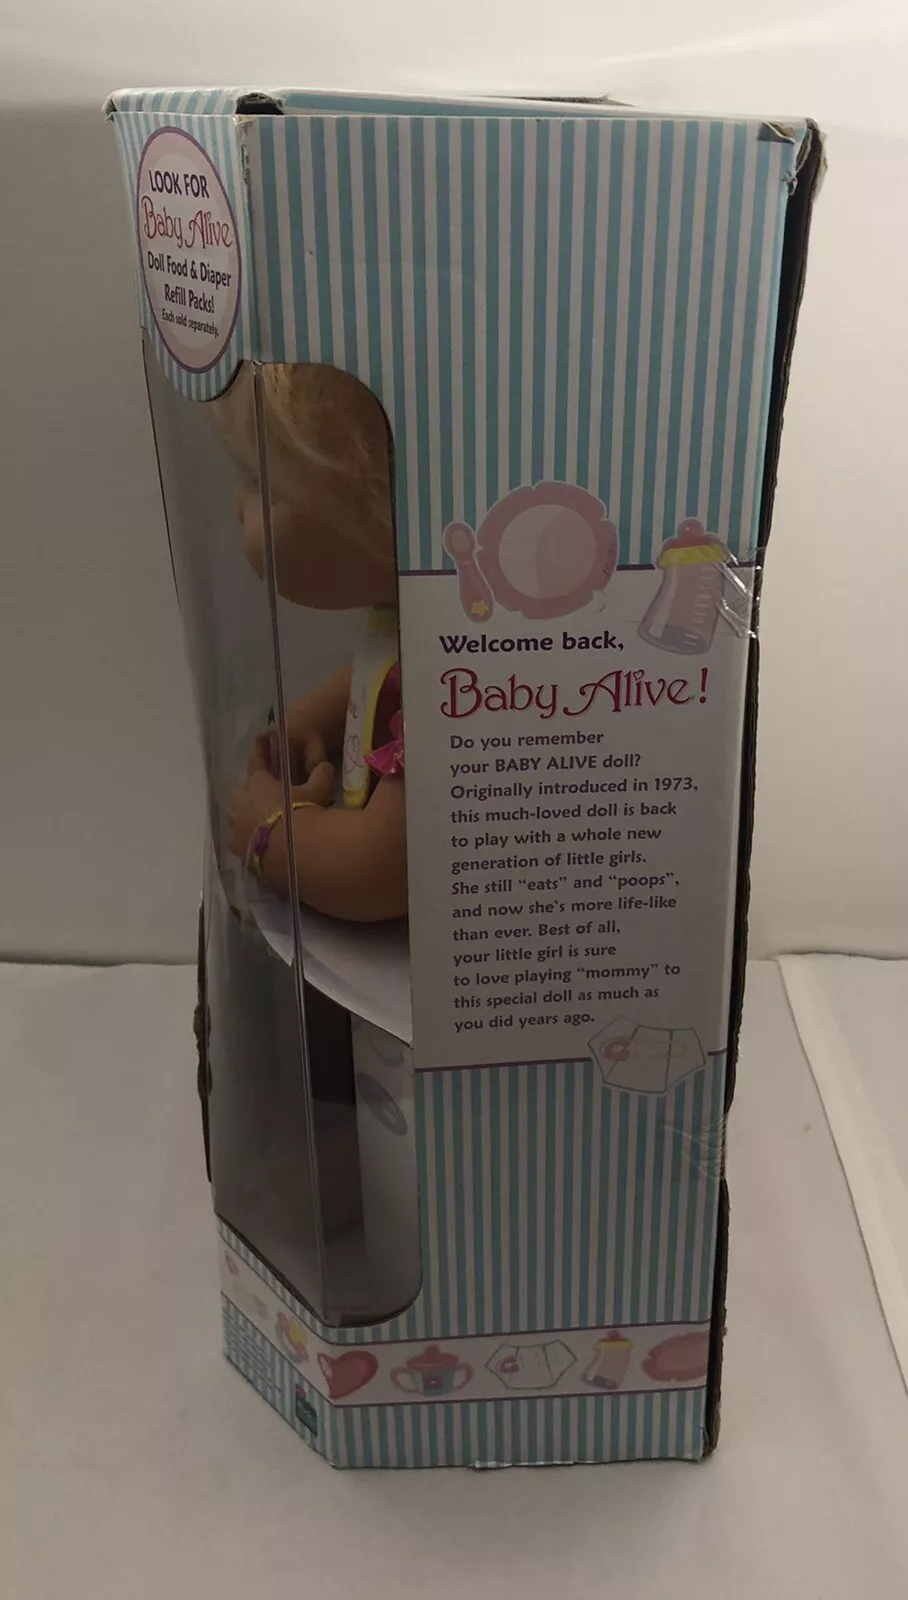 LOOK FOR
Baby Alive
Doll Food & Diaper
Refill Packs!
Each sold separately.
Welcome back,
Baby Alive!
Do you remember
your BABY ALIVE doll?
Originally introduced in 1973,
this much-loved doll is back
to play with a whole new
generation of little girls.
She still “eats” and “poops”,
and now she's more life-like
than ever. Best of all,
your little girl is sure
to love playing “mommy” to
this special doll as much as
you did years ago.